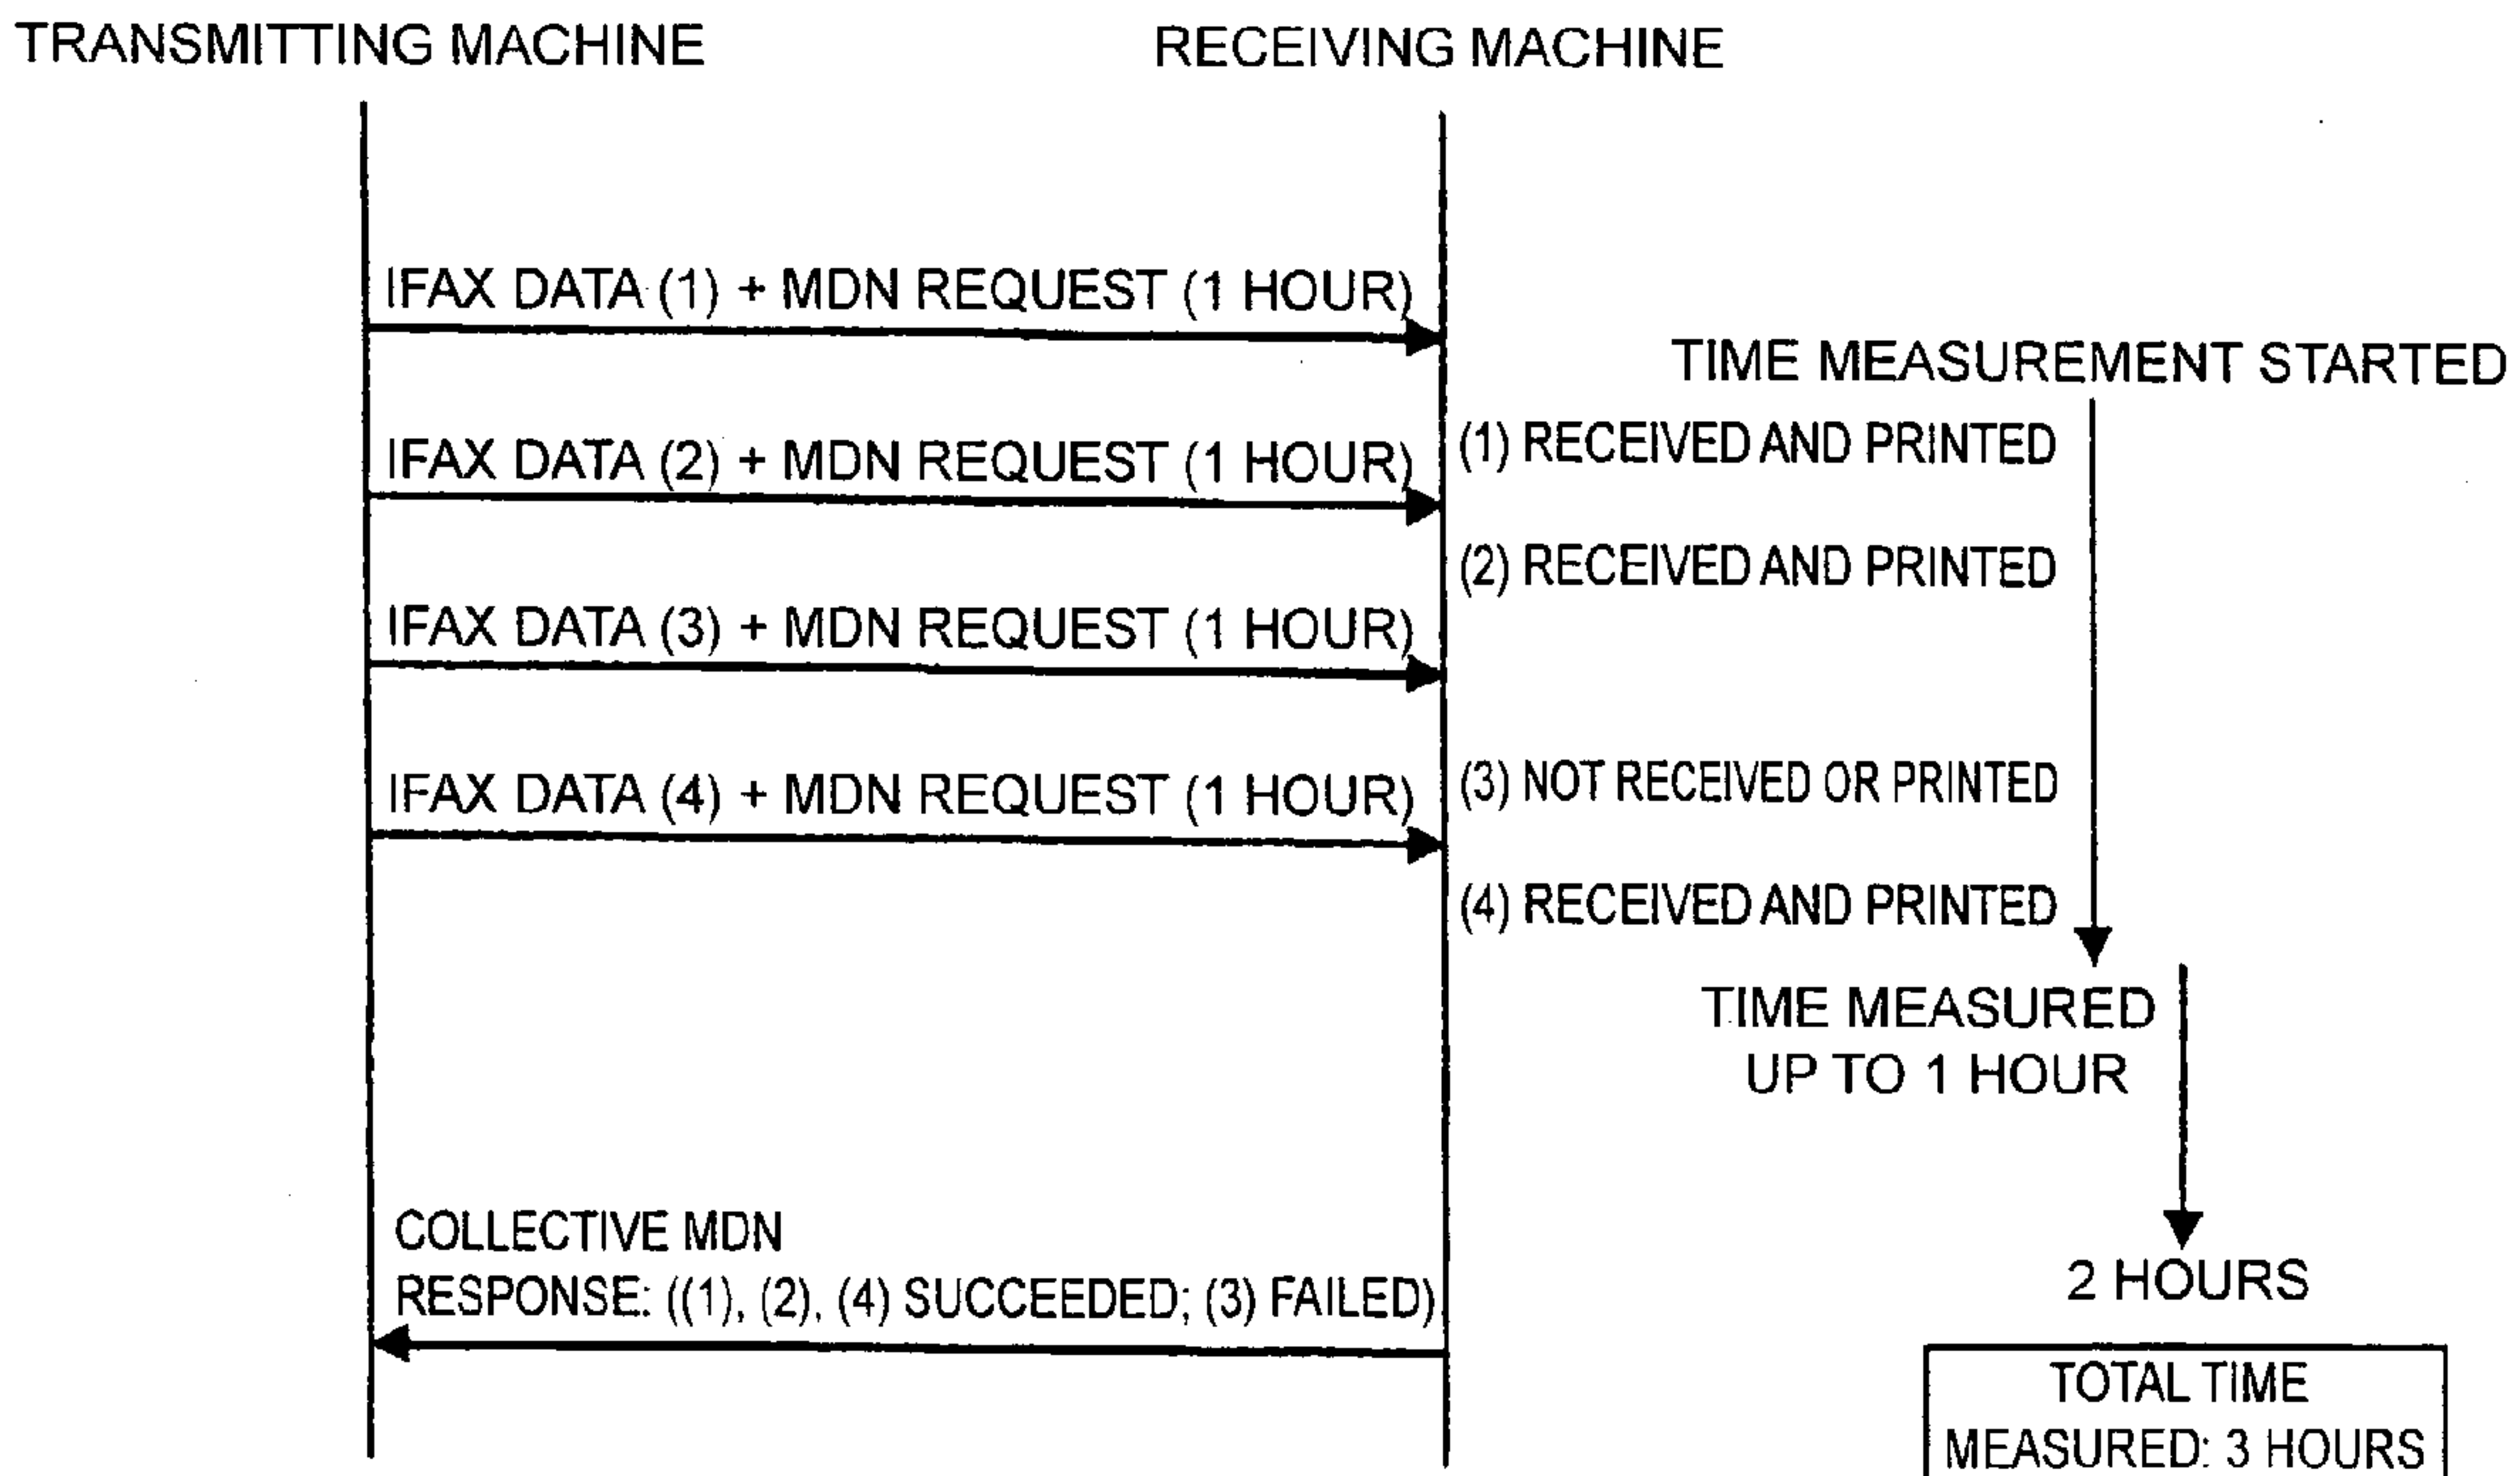 TRANSMITTING MACHINE
RECEIVING MACHINE
IFAX DATA (1) + MDN REQUEST (1 HOUR)
TIME MEASUREMENT STARTED
(1) RECEIVED AND PRINTED
IFAX DATA (2) + MDN REQUEST (1 HOUR)
(2) RECEIVED AND PRINTED
IFAX DATA (3) + MDN REQUEST (1 HOUR)
(3) NOT RECEIVED OR PRINTED
IFAX DATA (4) + MDN REQUEST (1 HOUR)
(4) RECEIVED AND PRINTED
TIME MEASURED
UP TO 1 HOUR
COLLECTIVE MDN
RESPONSE: ((1), (2), (4) SUCCEEDED; (3) FAILED)
2 HOURS
TOTAL TIME
MEASURED: 3 HOURS